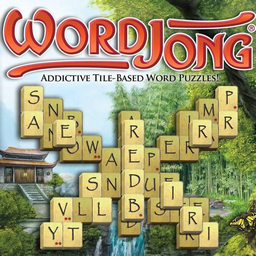 WORDJONG®
ADDICTIVE TILE-BASED WORD PUZZLES!
S N A M P
A E R I R R
N O W A E P E R
S N D U E I
V L L B S E
Y T R I